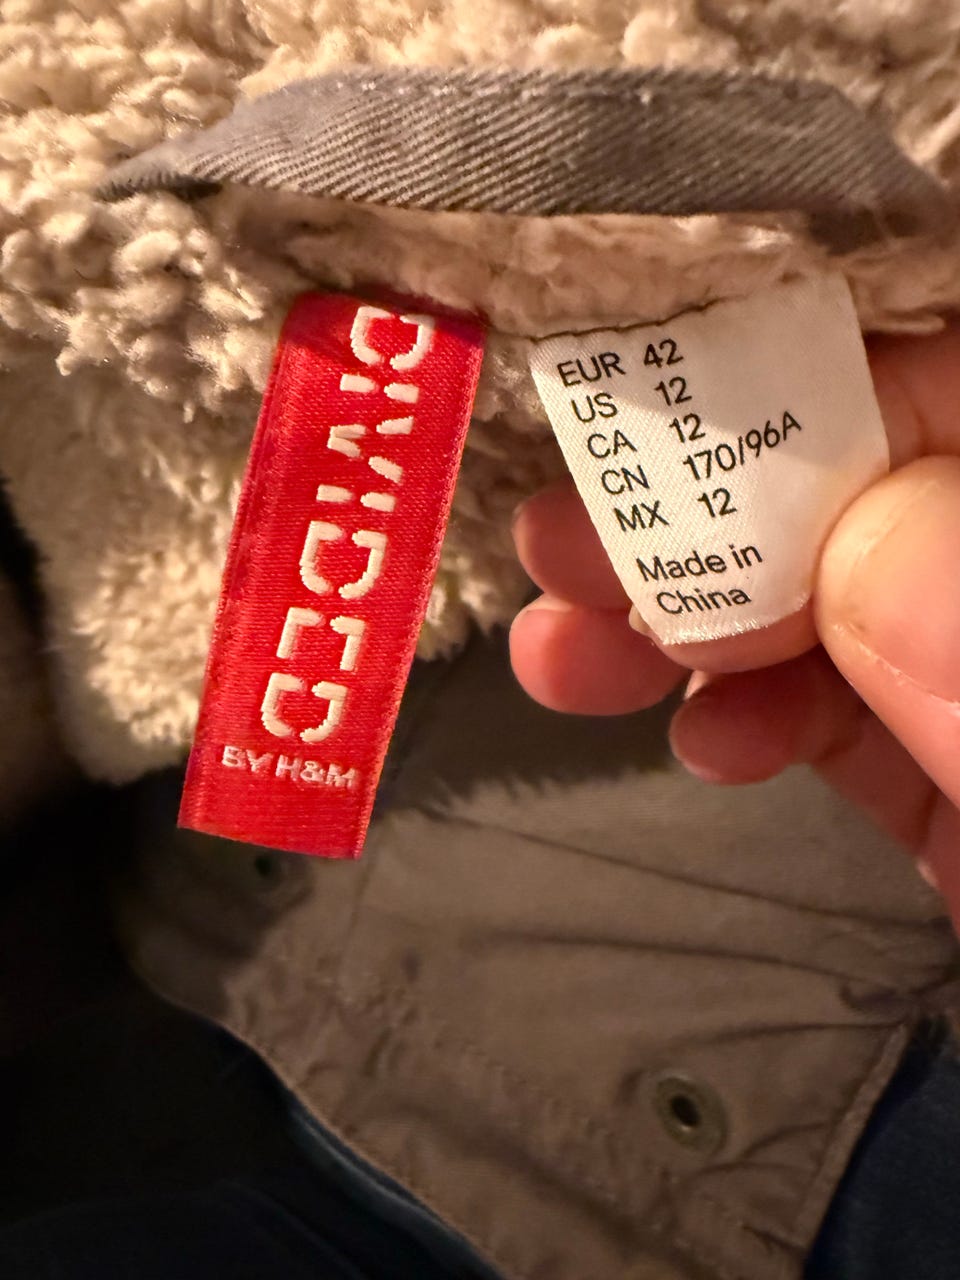 DIVIDED
BY H&M
EUR 42
US 12
CA 12
CN 170/96A
MX 12
Made in
China